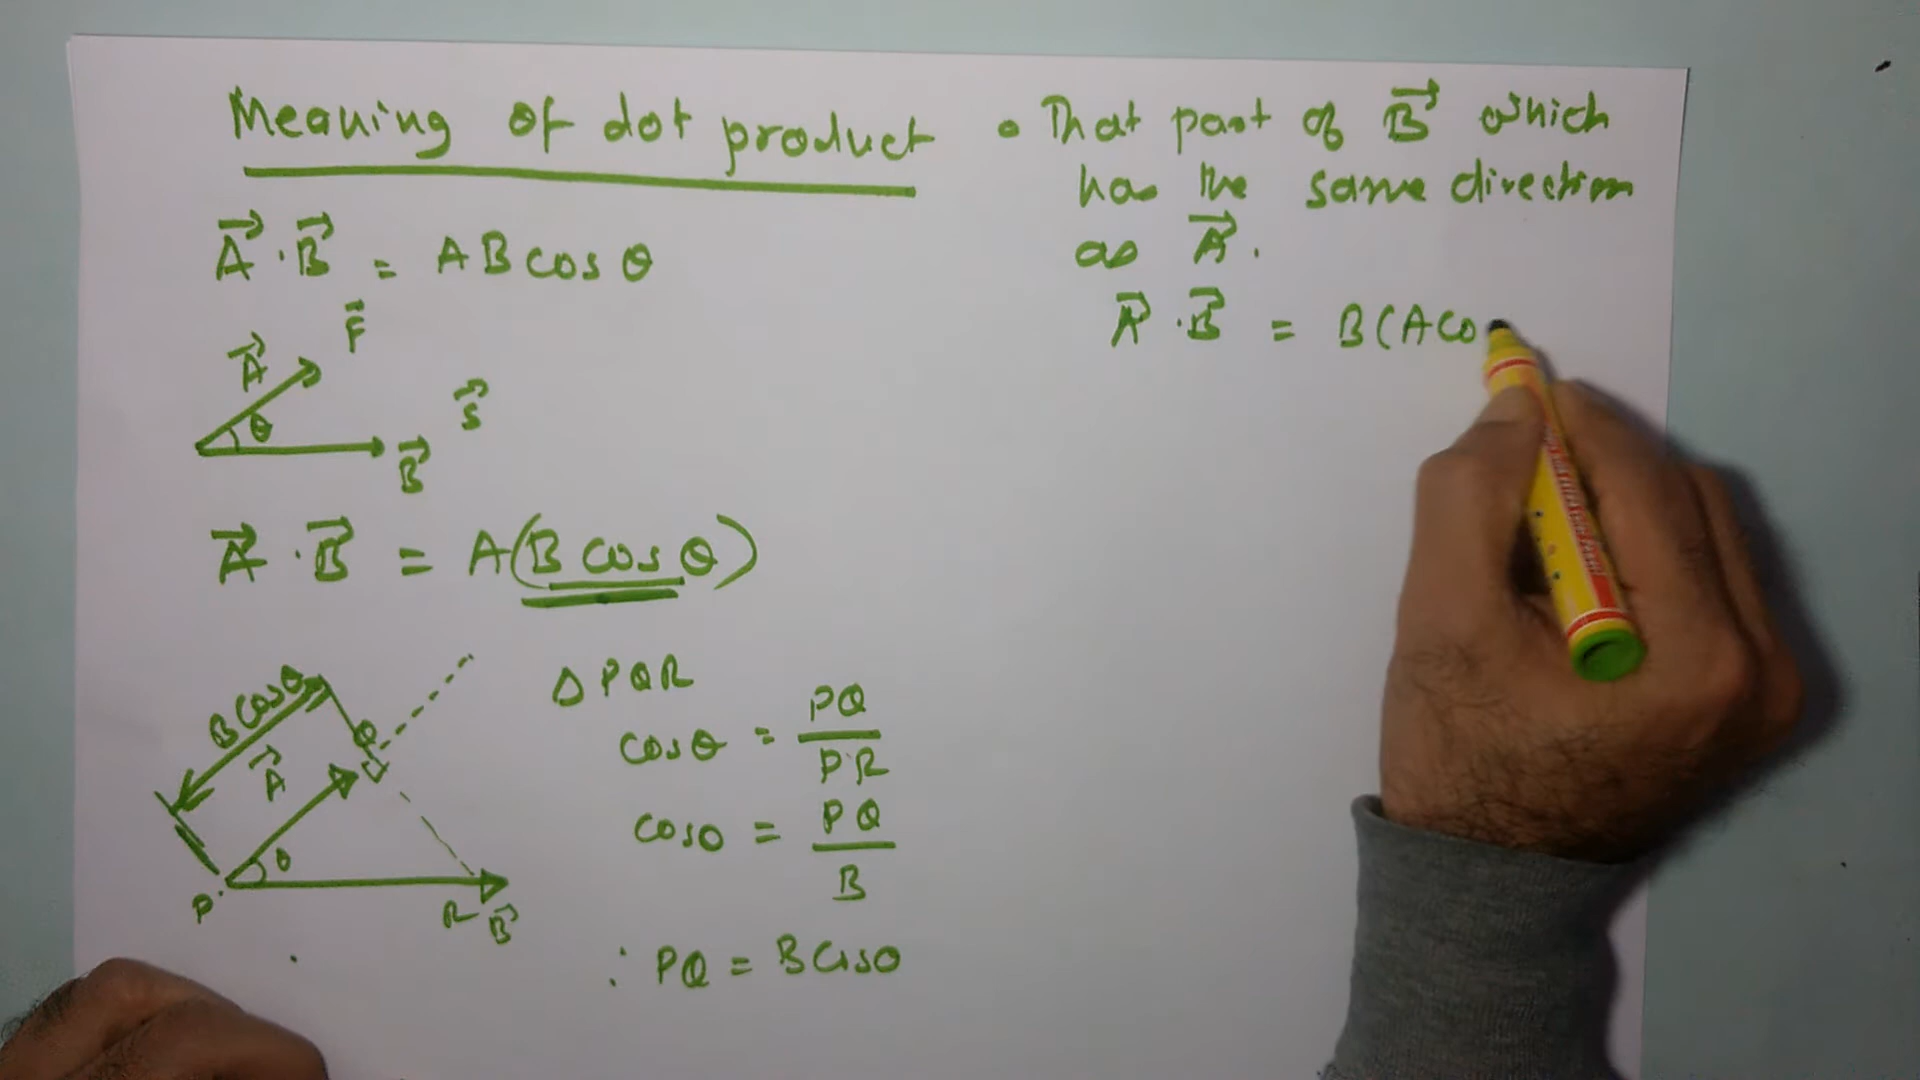 Meaning of dot product
A⃗ · B⃗ = AB cos θ
F⃗
A⃗
θ
S⃗
B⃗
A⃗ · B⃗ = A(B cos θ)
B cos θ
A⃗
Q
θ
P
R
B⃗
Δ PQR
cos θ = PQ / PR
cos θ = PQ / B
∴ PQ = B cos θ
• That part of B⃗ which
has the same direction
as A⃗.
A⃗ · B⃗ = B(A co